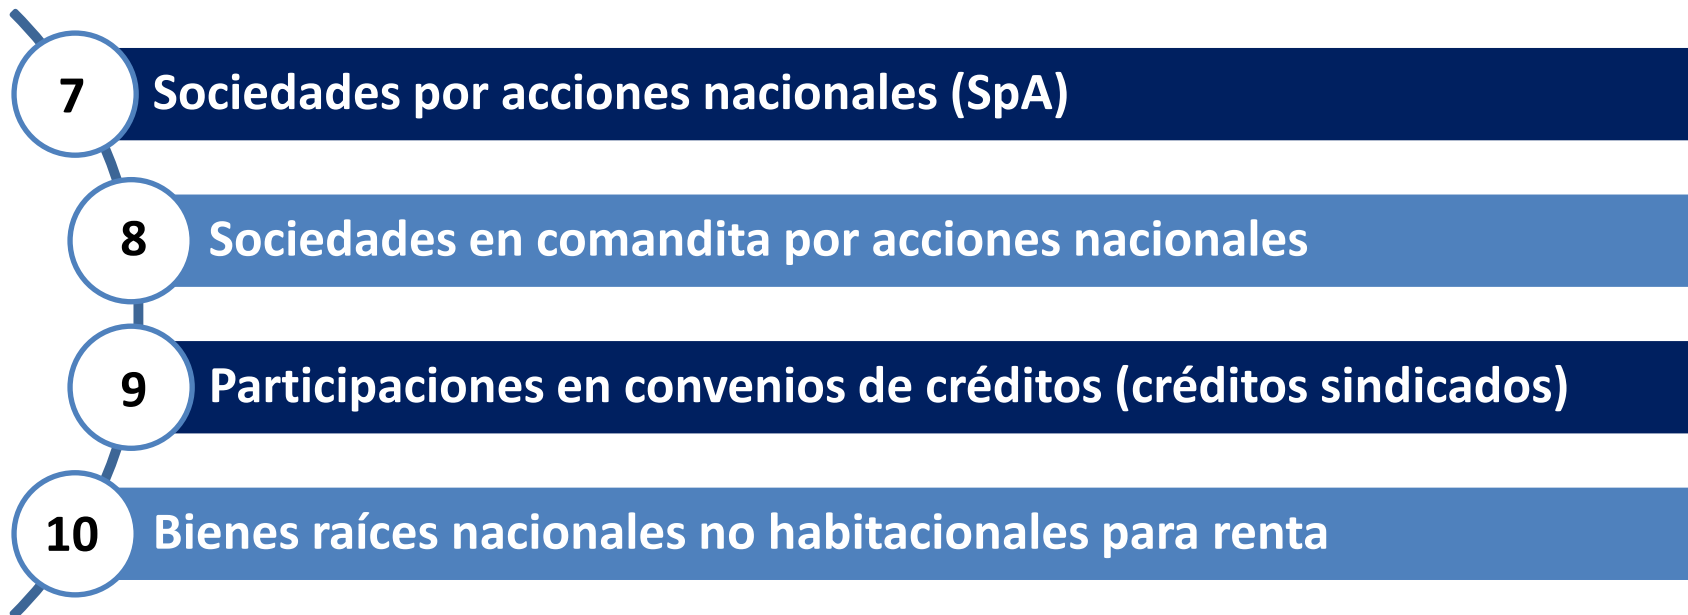 7 Sociedades por acciones nacionales (SpA)
8 Sociedades en comandita por acciones nacionales
9 Participaciones en convenios de créditos (créditos sindicados)
10 Bienes raíces nacionales no habitacionales para renta